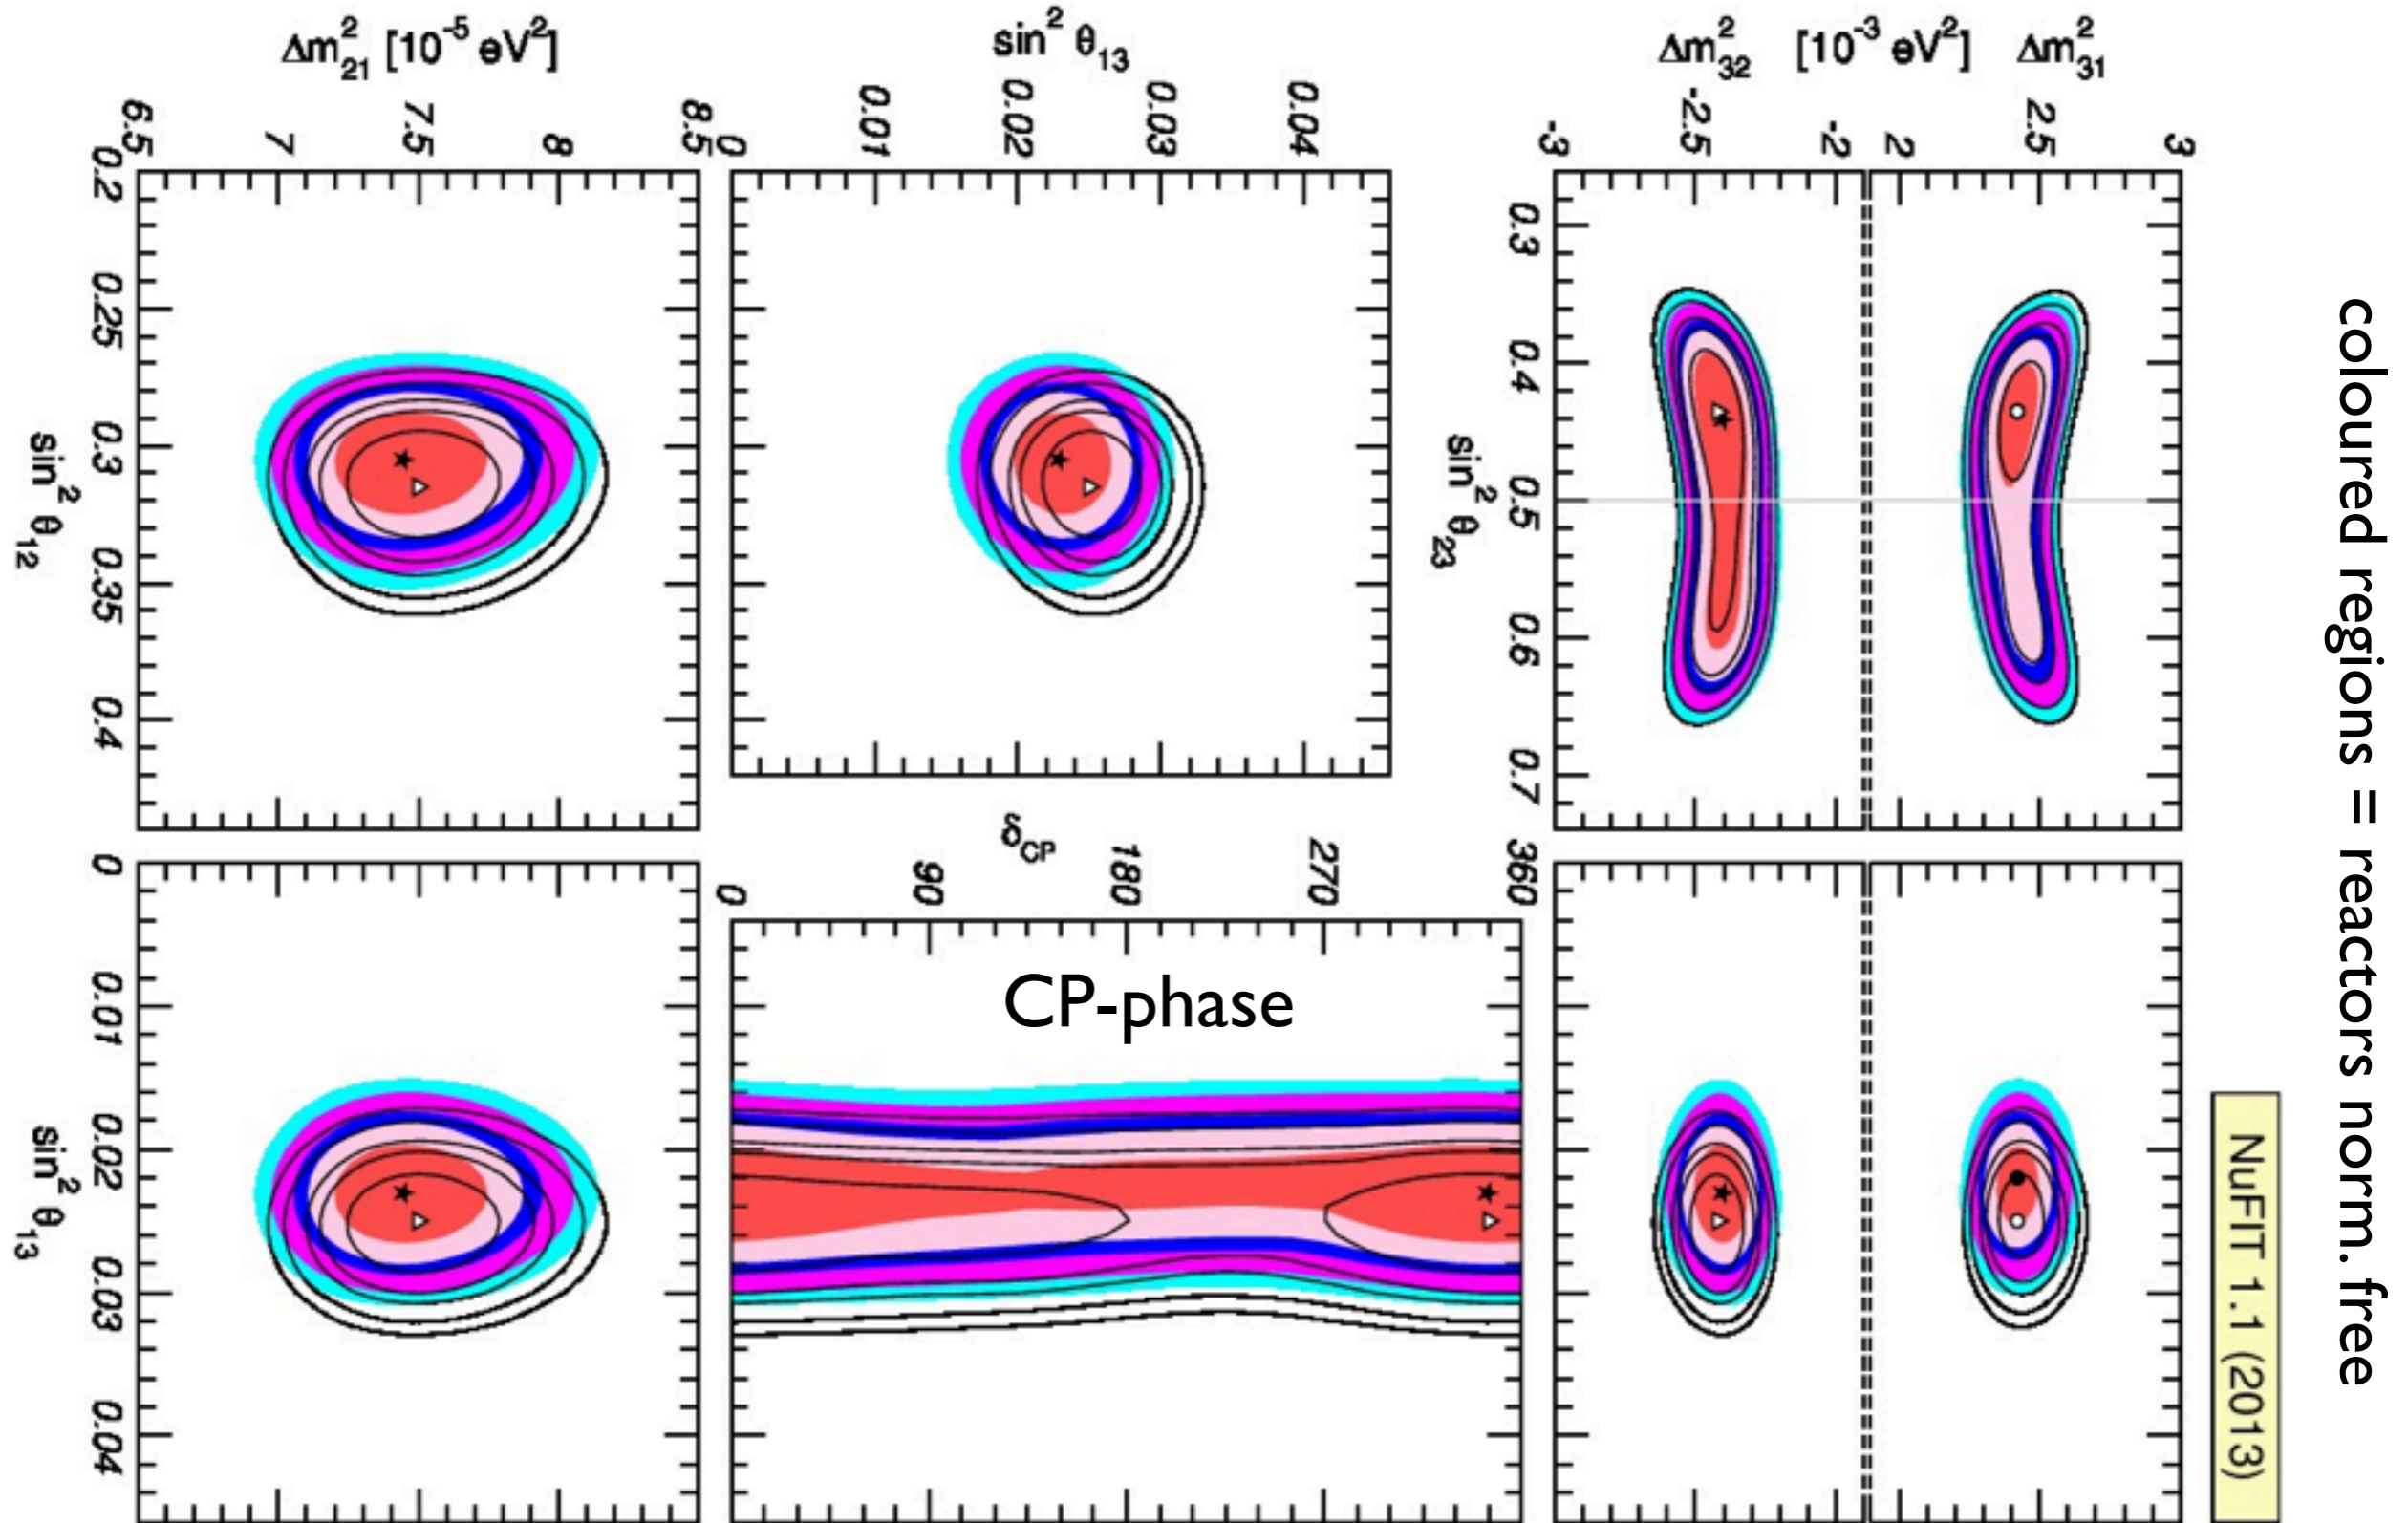 coloured regions = reactors norm. free
NuFIT 1.1 (2013)
Δm²₃₁
[10⁻³ eV²]
Δm²₃₂
3
2.5
2
-2
-2.5
-3
0.3 0.4 0.5 0.6 0.7
sin² θ₂₃
360
270
180
90
0
δCP
CP-phase
sin² θ₁₃
0.04
0.03
0.02
0.01
0
Δm²₂₁ [10⁻⁵ eV²]
8.5
8
7.5
7
6.5
0.2 0.25 0.3 0.35 0.4
sin² θ₁₂
0 0.01 0.02 0.03 0.04
sin² θ₁₃